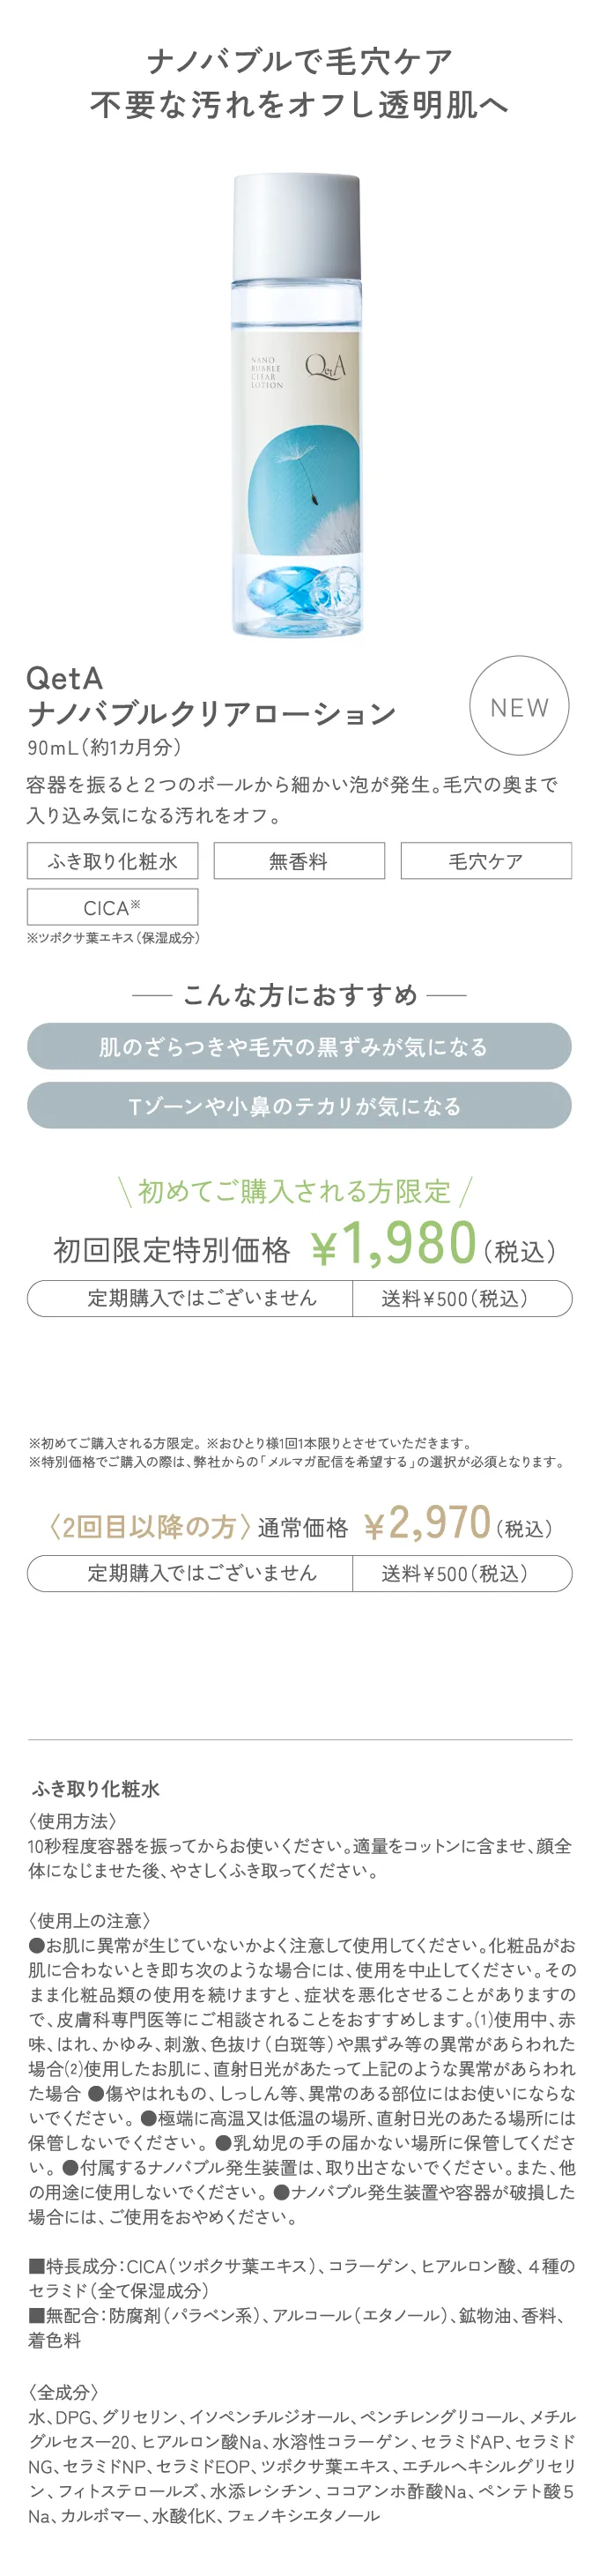 ナノバブルで毛穴ケア
不要な汚れをオフし透明肌へ
NANO
BUBBLE
CLEAR
LOTION
QetA
QetA
ナノバブルクリアローション
90mL(約1カ月分)
NEW
容器を振ると2つのボールから細かい泡が発生。毛穴の奥まで
入り込み気になる汚れをオフ。
ふき取り化粧水
無香料
毛穴ケア
CICA※
※ツボクサ葉エキス(保湿成分)
こんな方におすすめ
肌のざらつきや毛穴の黒ずみが気になる
Tゾーンや小鼻のテカリが気になる
\ 初めてご購入される方限定 /
初回限定特別価格 ¥1,980(税込)
定期購入ではございません 送料¥500(税込)
※初めてご購入される方限定。※おひとり様1回1本限りとさせていただきます。
※特別価格でご購入の際は、弊社からの「メルマガ配信を希望する」の選択が必須となります。
〈2回目以降の方〉通常価格 ¥2,970(税込)
定期購入ではございません 送料¥500(税込)
ふき取り化粧水
〈使用方法〉
10秒程度容器を振ってからお使いください。適量をコットンに含ませ、顔全
体になじませた後、やさしくふき取ってください。
〈使用上の注意〉
●お肌に異常が生じていないかよく注意して使用してください。化粧品がお
肌に合わないとき即ち次のような場合には、使用を中止してください。その
まま化粧品類の使用を続けますと、症状を悪化させることがありますの
で、皮膚科専門医等にご相談されることをおすすめします。(1)使用中、赤
味、はれ、かゆみ、刺激、色抜け(白斑等)や黒ずみ等の異常があらわれた
場合(2)使用したお肌に、直射日光があたって上記のような異常があらわれ
た場合 ●傷やはれもの、しっしん等、異常のある部位にはお使いにならな
いでください。●極端に高温又は低温の場所、直射日光のあたる場所には
保管しないでください。●乳幼児の手の届かない場所に保管してくださ
い。●付属するナノバブル発生装置は、取り出さないでください。また、他
の用途に使用しないでください。●ナノバブル発生装置や容器が破損した
場合には、ご使用をおやめください。
■特長成分:CICA(ツボクサ葉エキス)、コラーゲン、ヒアルロン酸、4種の
セラミド(全て保湿成分)
■無配合:防腐剤(パラベン系)、アルコール(エタノール)、鉱物油、香料、
着色料
〈全成分〉
水、DPG、グリセリン、イソペンチルジオール、ペンチレングリコール、メチル
グルセスー20、ヒアルロン酸Na、水溶性コラーゲン、セラミドAP、セラミド
NG、セラミドNP、セラミドEOP、ツボクサ葉エキス、エチルヘキシルグリセリ
ン、フィトステロールズ、水添レシチン、ココアンホ酢酸Na、ペンテト酸5
Na、カルボマー、水酸化K、フェノキシエタノール